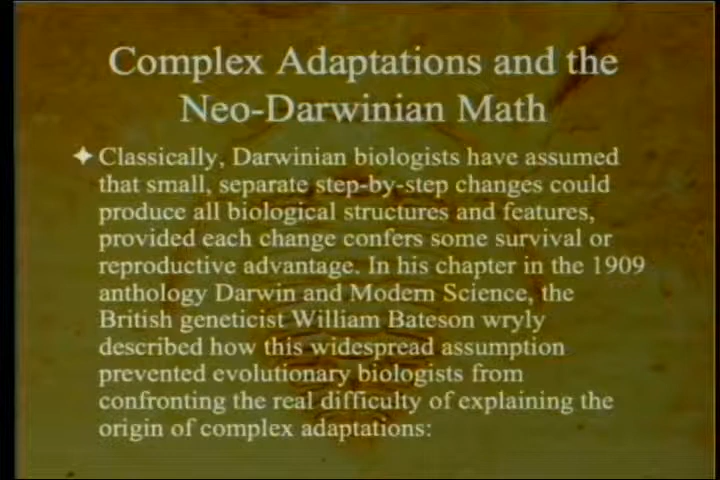 Complex Adaptations and the
Neo-Darwinian Math
Classically, Darwinian biologists have assumed
that small, separate step-by-step changes could
produce all biological structures and features,
provided each change confers some survival or
reproductive advantage. In his chapter in the 1909
anthology Darwin and Modern Science, the
British geneticist William Bateson wryly
described how this widespread assumption
prevented evolutionary biologists from
confronting the real difficulty of explaining the
origin of complex adaptations: